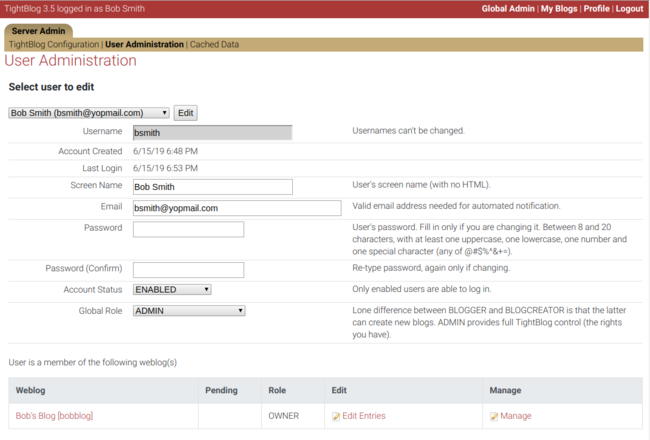 TightBlog 3.5 logged in as Bob Smith Global Admin | My Blogs | Profile | Logout
Server Admin
TightBlog Configuration | User Administration | Cached Data
User Administration
Select user to edit
Bob Smith (bsmith@yopmail.com) Edit
Username bsmith Usernames can't be changed.
Account Created 6/15/19 6:48 PM
Last Login 6/15/19 6:53 PM
Screen Name Bob Smith User's screen name (with no HTML).
Email bsmith@yopmail.com Valid email address needed for automated notification.
Password User's password. Fill in only if you are changing it. Between 8 and 20
characters, with at least one uppercase, one lowercase, one number and
one special character (any of @#$%^&+=).
Password (Confirm) Re-type password, again only if changing.
Account Status ENABLED Only enabled users are able to log in.
Global Role ADMIN Lone difference between BLOGGER and BLOGCREATOR is that the latter
can create new blogs. ADMIN provides full TightBlog control (the rights
you have).
User is a member of the following weblog(s)
Weblog Pending Role Edit Manage
Bob's Blog [bobblog] OWNER Edit Entries Manage